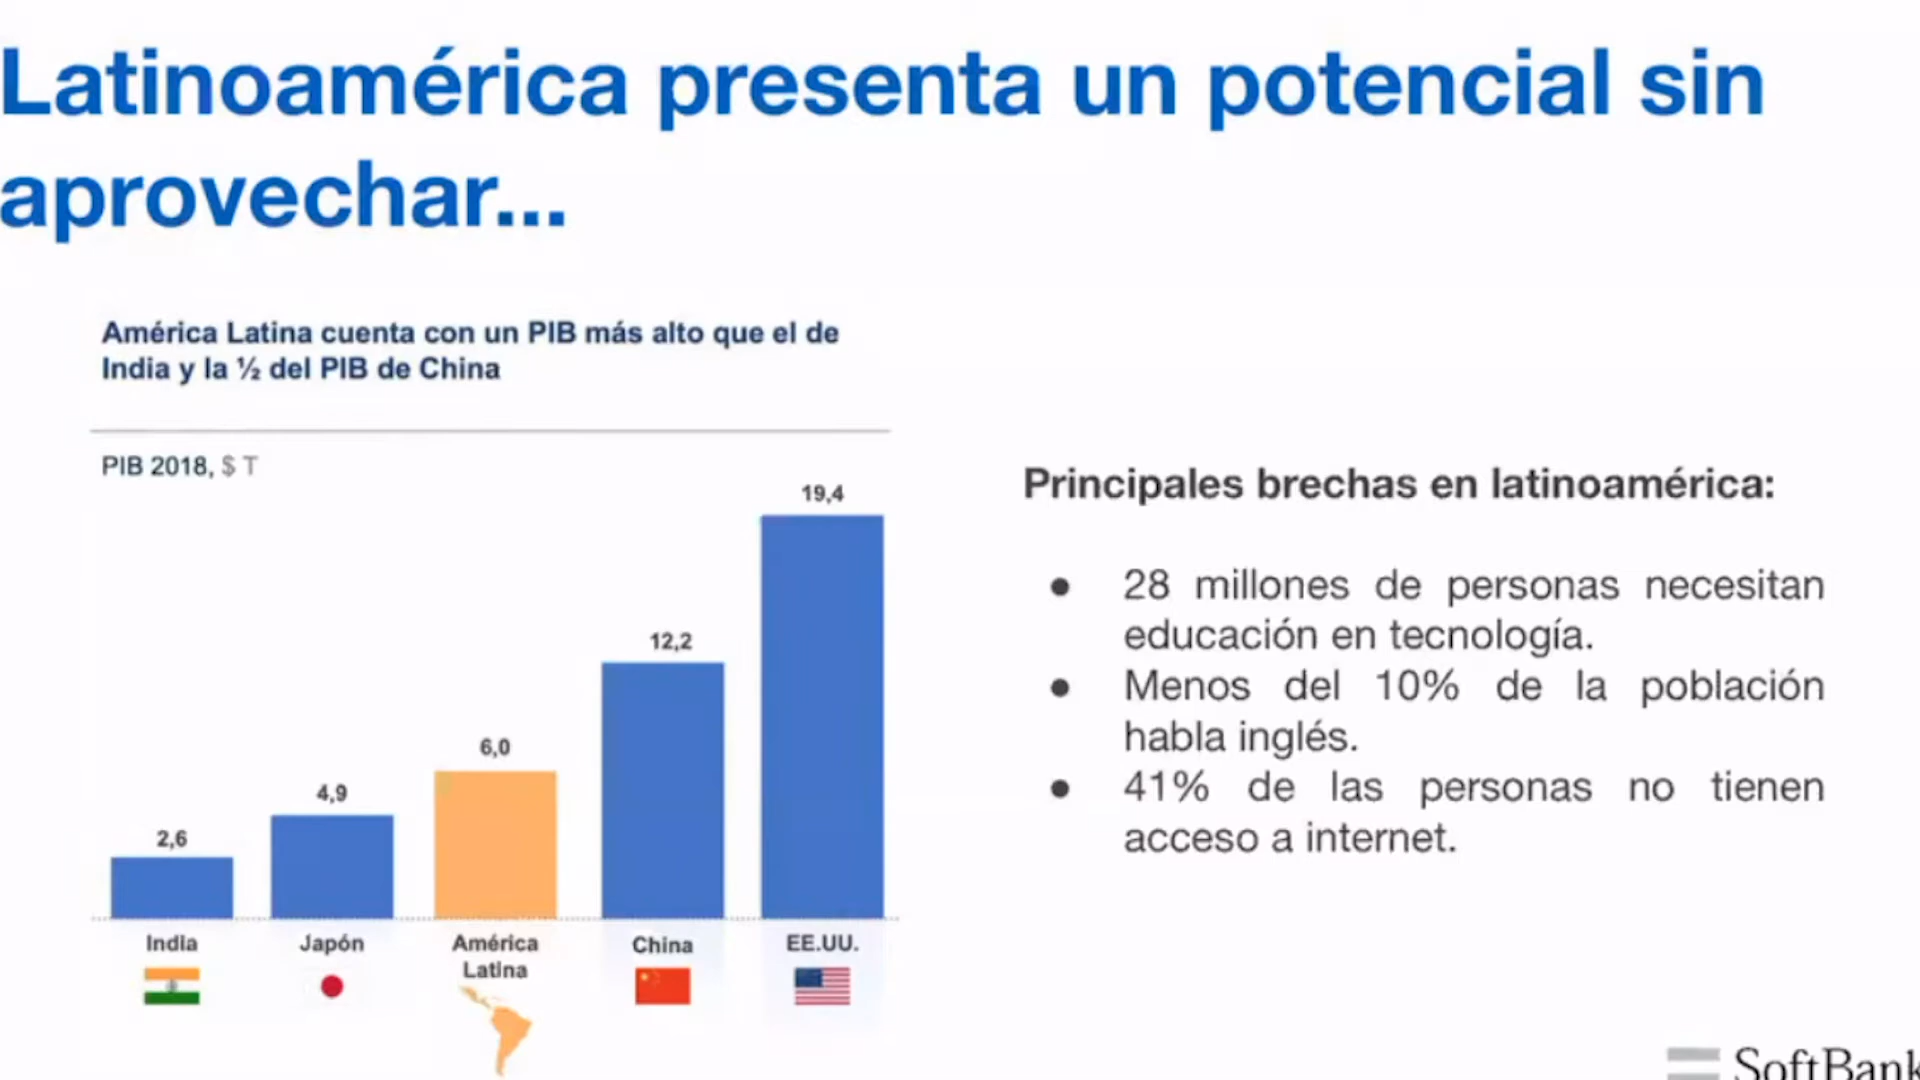 Latinoamérica presenta un potencial sin
aprovechar...
América Latina cuenta con un PIB más alto que el de
India y la ½ del PIB de China
PIB 2018, $ T
2,6
4,9
6,0
12,2
19,4
India
Japón
América
Latina
China
EE.UU.
Principales brechas en latinoamérica:
● 28 millones de personas necesitan
educación en tecnología.
● Menos del 10% de la población
habla inglés.
● 41% de las personas no tienen
acceso a internet.
SoftBank